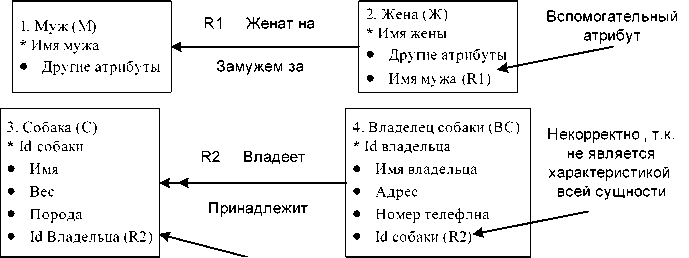 1. Муж (М)
* Имя мужа
● Другие атрибуты
R1 Женат на
Замужем за
2. Жена (Ж)
* Имя жены
● Другие атрибуты
● Имя мужа (R1)
Вспомогательный
атрибут
3. Собака (С)
* Id собаки
● Имя
● Вес
● Порода
● Id Владельца (R2)
R2 Владеет
Принадлежит
4. Владелец собаки (ВС)
* Id владельца
● Имя владельца
● Адрес
● Номер телефлна
● Id собаки (R2)
Некорректно , т.к.
не является
характеристикой
всей сущности